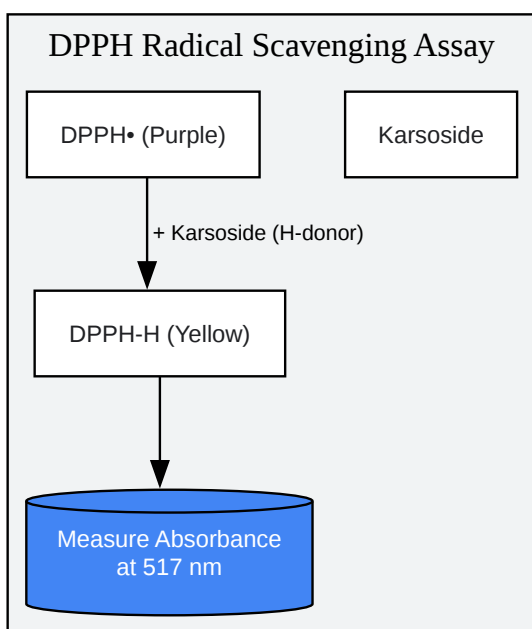 DPPH Radical Scavenging Assay
DPPH• (Purple)
Karsoside
+ Karsoside (H-donor)
DPPH-H (Yellow)
Measure Absorbance
at 517 nm